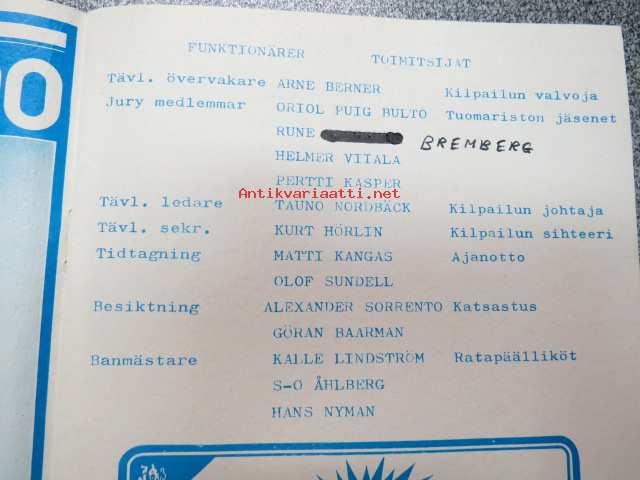 FUNKTIONÄRER TOIMITSIJAT
Tävl. övervakare ARNE BERNER Kilpailun valvoja
Jury medlemmar ORIOL PUIG BULTO Tuomariston jäsenet
RUNE BREMBERG
HELMER VIITALA
PERTTI KASPER
Antikvariaatti.net
Tävl. ledare TAUNO NORDBÄCK Kilpailun johtaja
Tävl. sekr. KURT HÖRLIN Kilpailun sihteeri
Tidtagning MATTI KANGAS Ajanotto
OLOF SUNDELL
Besiktning ALEXANDER SORRENTO Katsastus
GÖRAN BAARMAN
Banmästare KALLE LINDSTRÖM Ratapäälliköt
S-O ÅHLBERG
HANS NYMAN